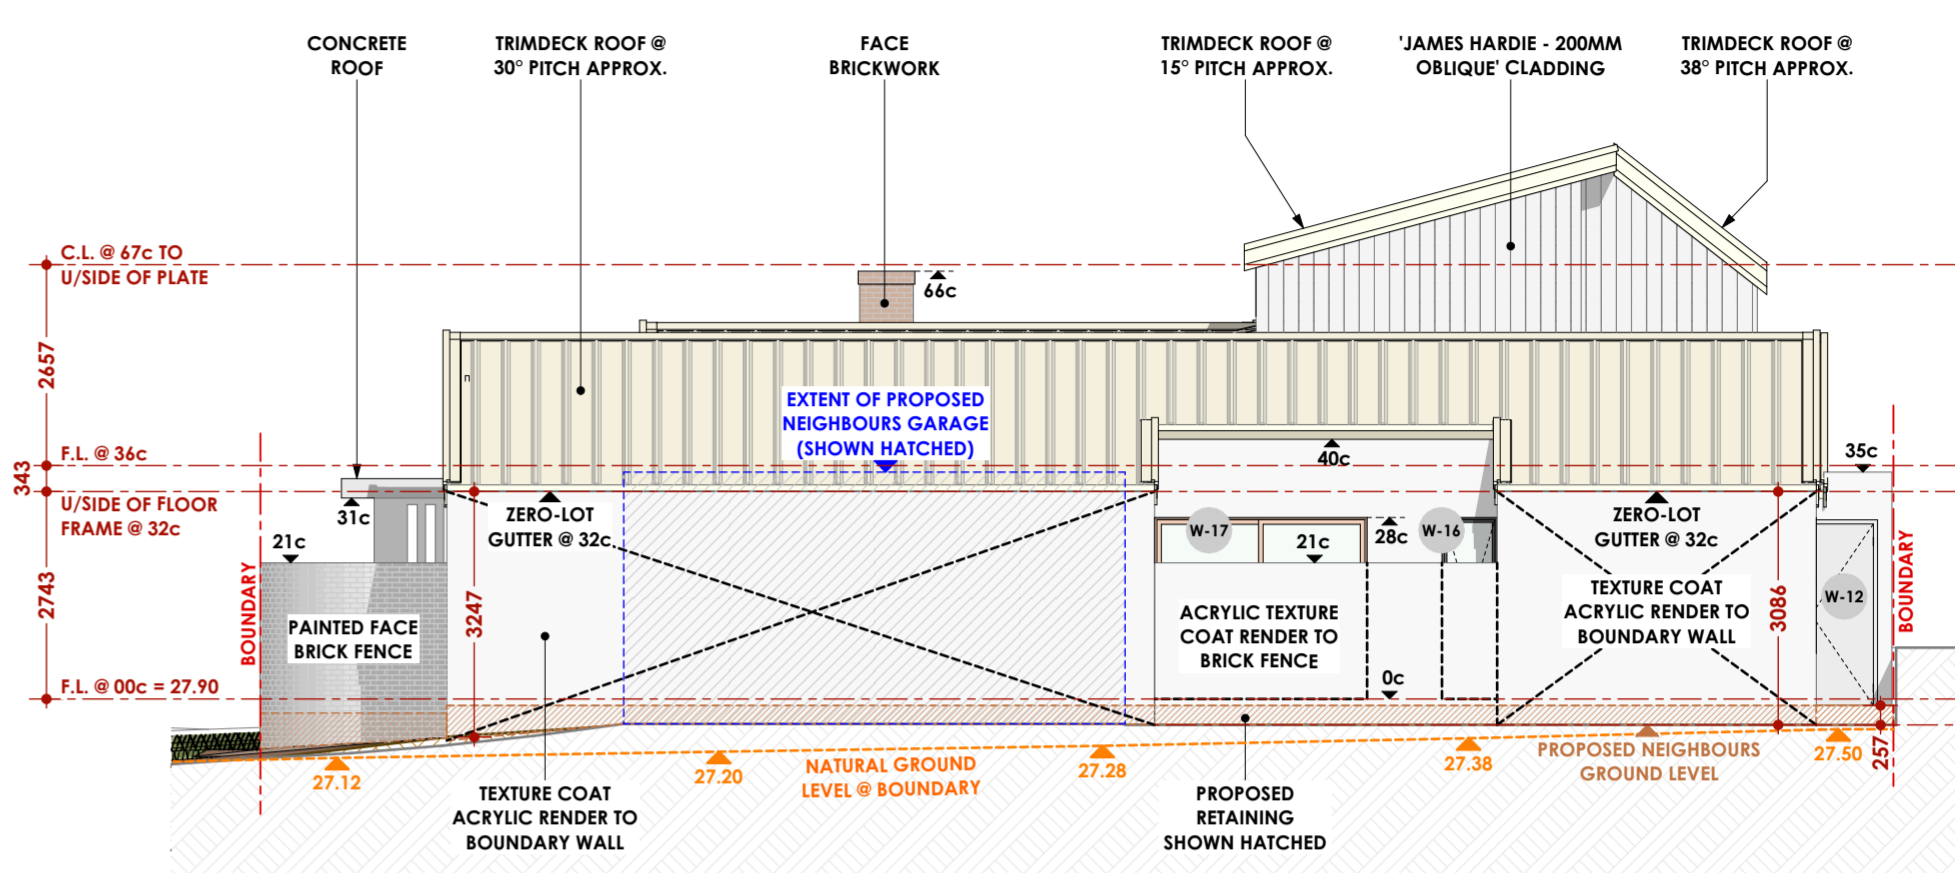 CONCRETE
ROOF
TRIMDECK ROOF @
30° PITCH APPROX.
FACE
BRICKWORK
TRIMDECK ROOF @
15° PITCH APPROX.
'JAMES HARDIE - 200MM
OBLIQUE' CLADDING
TRIMDECK ROOF @
38° PITCH APPROX.
C.L. @ 67c TO
U/SIDE OF PLATE
66c
2657
EXTENT OF PROPOSED
NEIGHBOURS GARAGE
(SHOWN HATCHED)
F.L. @ 36c
40c
35c
343
U/SIDE OF FLOOR
FRAME @ 32c
31c
ZERO-LOT
GUTTER @ 32c
ZERO-LOT
GUTTER @ 32c
W-17
28c
W-16
21c
21c
2743
BOUNDARY
PAINTED FACE
BRICK FENCE
3247
ACRYLIC TEXTURE
COAT RENDER TO
BRICK FENCE
TEXTURE COAT
ACRYLIC RENDER TO
BOUNDARY WALL
3086
W-12
BOUNDARY
F.L. @ 00c = 27.90
0c
27.12
27.20
NATURAL GROUND
LEVEL @ BOUNDARY
27.28
27.38
PROPOSED NEIGHBOURS
GROUND LEVEL
27.50
257
TEXTURE COAT
ACRYLIC RENDER TO
BOUNDARY WALL
PROPOSED
RETAINING
SHOWN HATCHED